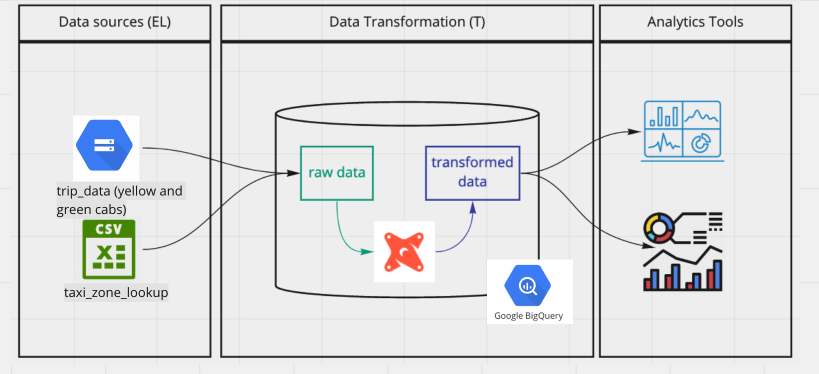 Data sources (EL)
Data Transformation (T)
Analytics Tools
trip_data (yellow and
green cabs)
CSV
X
taxi_zone_lookup
raw data
transformed
data
Google BigQuery